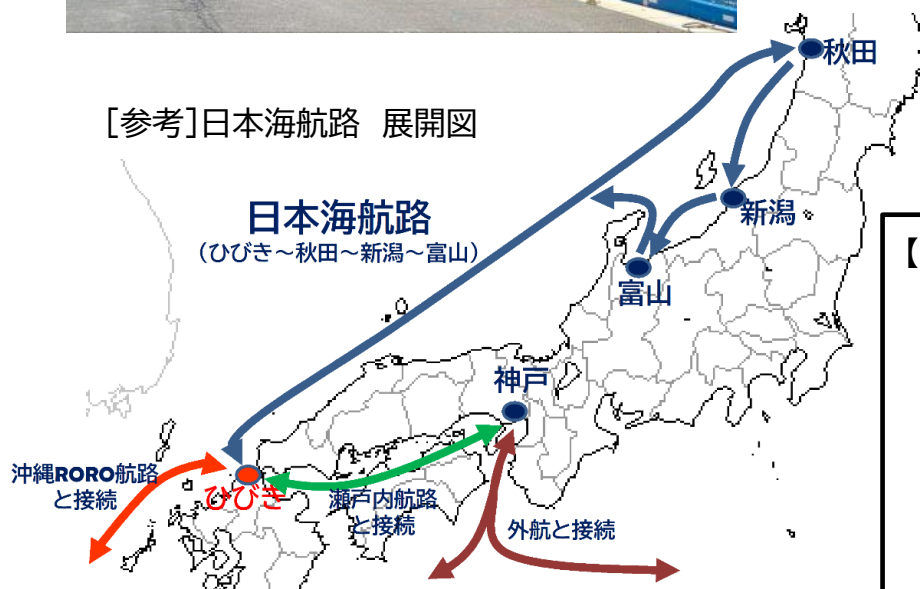 [参考]日本海航路 展開図
秋田
日本海航路
(ひびき~秋田~新潟~富山)
新潟
【
富山
神戸
沖縄RORO航路
と接続
ひびき
瀬戸内航路
と接続
外航と接続